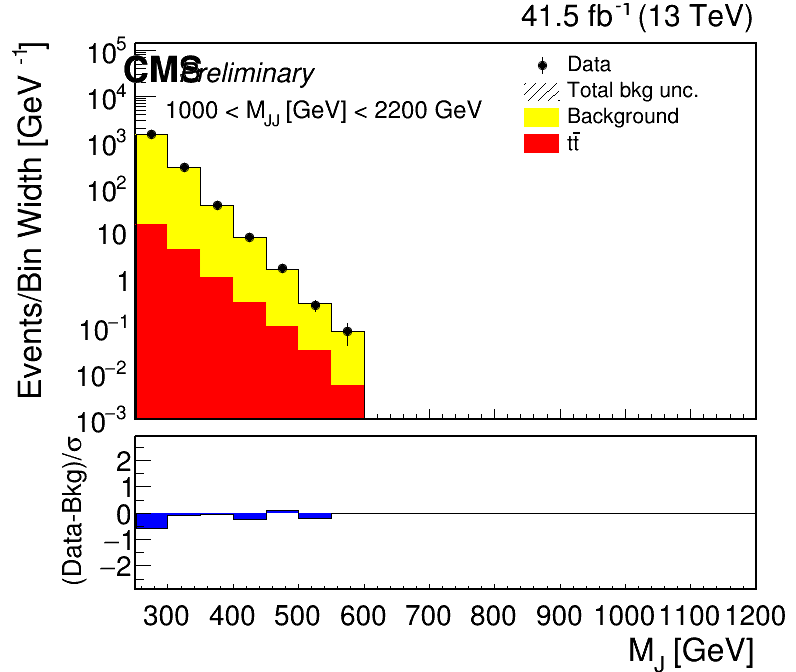 41.5 fb⁻¹ (13 TeV)
CMS Preliminary
1000 < M_JJ [GeV] < 2200 GeV
Data
Total bkg unc.
Background
tt̄
Events/Bin Width [GeV⁻¹]
10⁵
10⁴
10³
10²
10
1
10⁻¹
10⁻²
10⁻³
(Data-Bkg)/σ
2
1
0
−1
−2
300 400 500 600 700 800 900 1000 1100 1200
M_J [GeV]